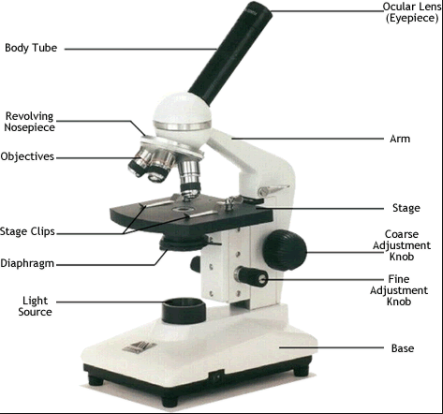 Ocular Lens
(Eyepiece)
Body Tube
Revolving
Nosepiece
Objectives
Arm
Stage
Stage Clips
Coarse
Adjustment
Knob
Diaphragm
Fine
Adjustment
Knob
Light
Source
Base